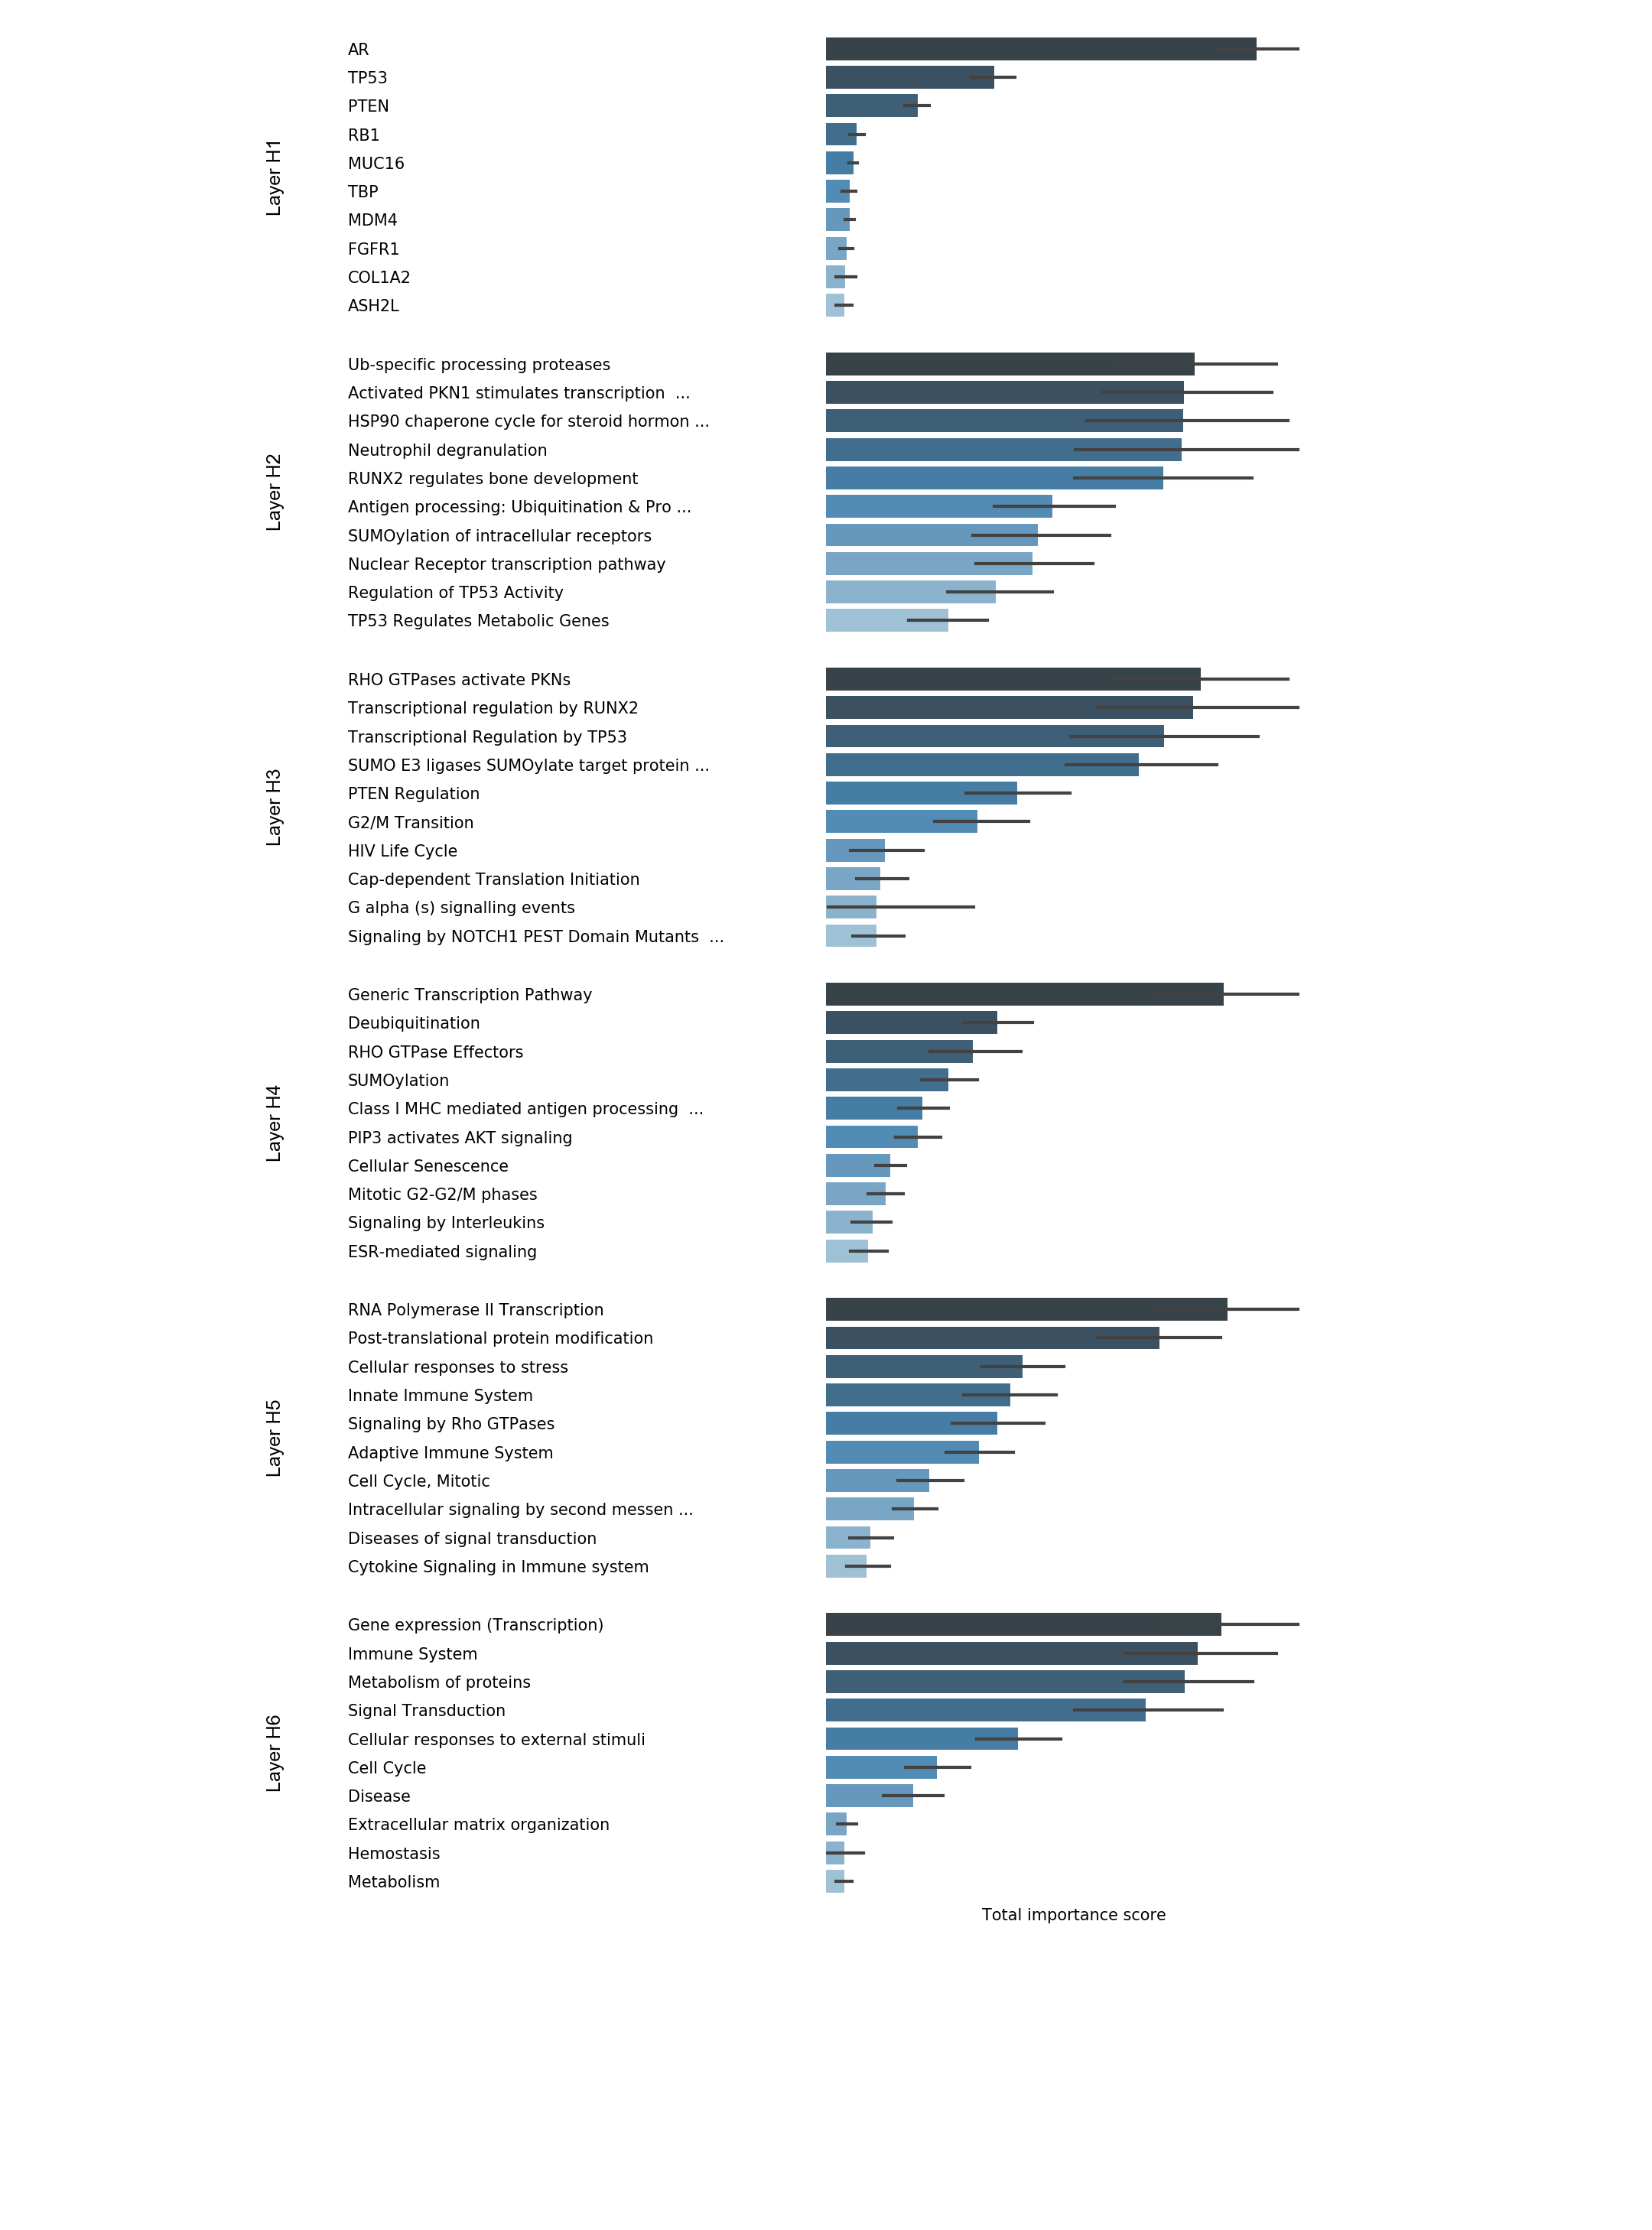 Layer H1
AR
TP53
PTEN
RB1
MUC16
TBP
MDM4
FGFR1
COL1A2
ASH2L
Layer H2
Ub-specific processing proteases
Activated PKN1 stimulates transcription  ...
HSP90 chaperone cycle for steroid hormon ...
Neutrophil degranulation
RUNX2 regulates bone development
Antigen processing: Ubiquitination & Pro ...
SUMOylation of intracellular receptors
Nuclear Receptor transcription pathway
Regulation of TP53 Activity
TP53 Regulates Metabolic Genes
Layer H3
RHO GTPases activate PKNs
Transcriptional regulation by RUNX2
Transcriptional Regulation by TP53
SUMO E3 ligases SUMOylate target protein ...
PTEN Regulation
G2/M Transition
HIV Life Cycle
Cap-dependent Translation Initiation
G alpha (s) signalling events
Signaling by NOTCH1 PEST Domain Mutants  ...
Layer H4
Generic Transcription Pathway
Deubiquitination
RHO GTPase Effectors
SUMOylation
Class I MHC mediated antigen processing  ...
PIP3 activates AKT signaling
Cellular Senescence
Mitotic G2-G2/M phases
Signaling by Interleukins
ESR-mediated signaling
Layer H5
RNA Polymerase II Transcription
Post-translational protein modification
Cellular responses to stress
Innate Immune System
Signaling by Rho GTPases
Adaptive Immune System
Cell Cycle, Mitotic
Intracellular signaling by second messen ...
Diseases of signal transduction
Cytokine Signaling in Immune system
Layer H6
Gene expression (Transcription)
Immune System
Metabolism of proteins
Signal Transduction
Cellular responses to external stimuli
Cell Cycle
Disease
Extracellular matrix organization
Hemostasis
Metabolism
Total importance score